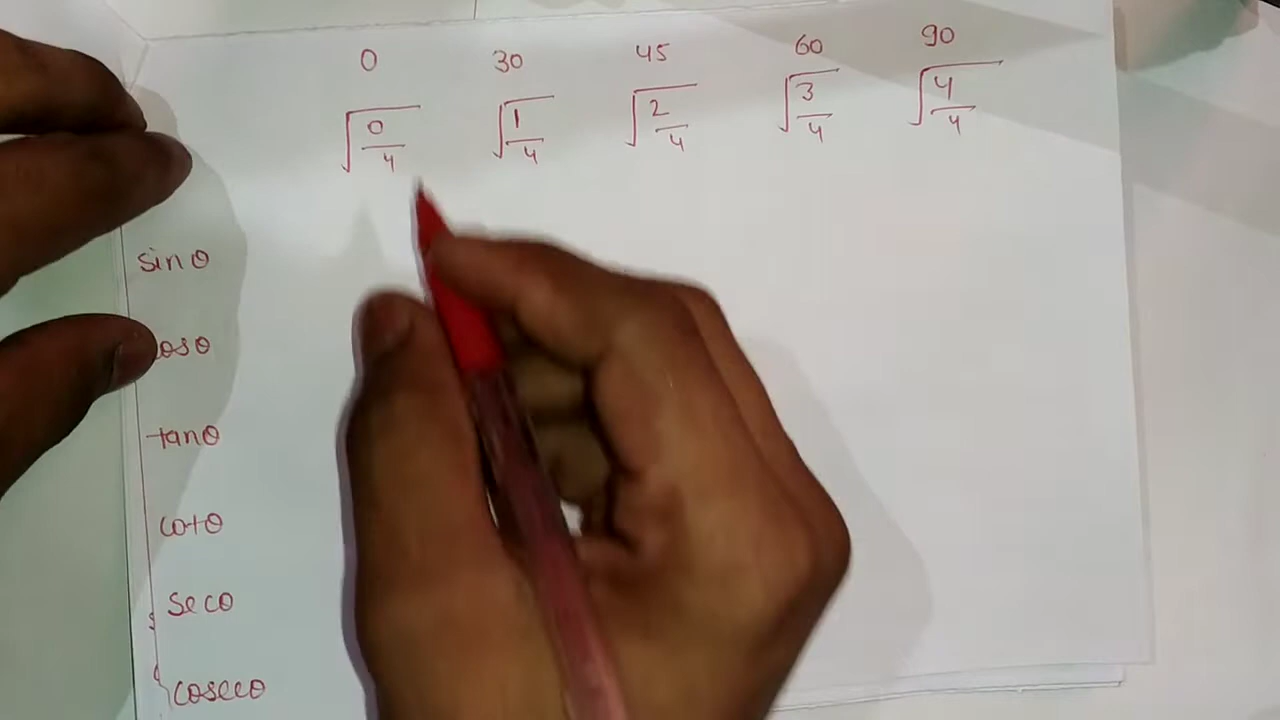 0 30 45 60 90
√0/4 √1/4 √2/4 √3/4 √4/4
sinθ
osθ
tanθ
cotθ
secθ
cosecθ